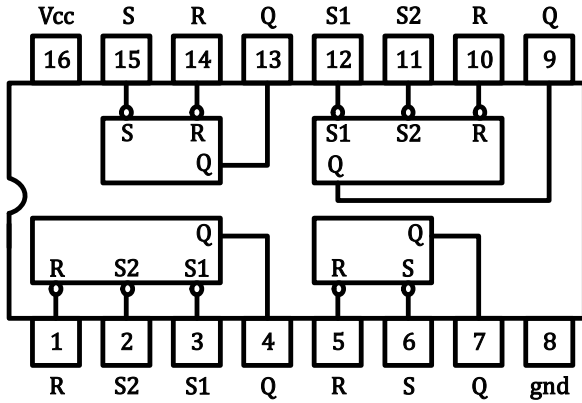 Vcc S R Q S1 S2 R Q
16 15 14 13 12 11 10 9
S R S1 S2 R
Q Q
Q Q
R S2 S1 R S
1 2 3 4 5 6 7 8
R S2 S1 Q R S Q gnd